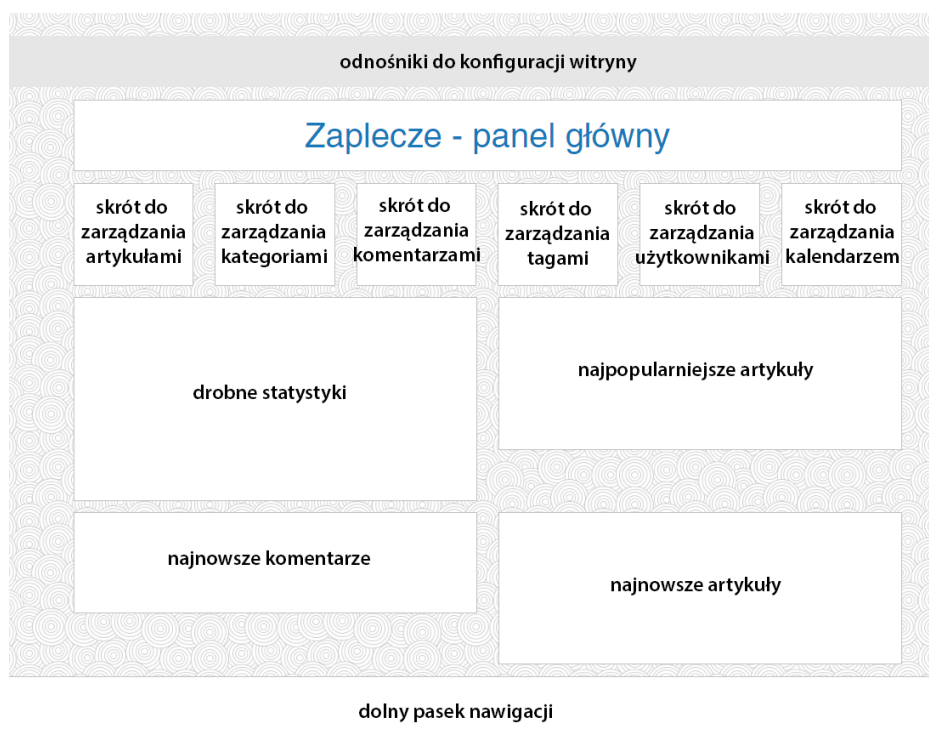 odnośniki do konfiguracji witryny
Zaplecze - panel główny
skrót do
zarządzania
artykułami
skrót do
zarządzania
kategoriami
skrót do
zarządzania
komentarzami
skrót do
zarządzania
tagami
skrót do
zarządzania
użytkownikami
skrót do
zarządzania
kalendarzem
drobne statystyki
najpopularniejsze artykuły
najnowsze komentarze
najnowsze artykuły
dolny pasek nawigacji